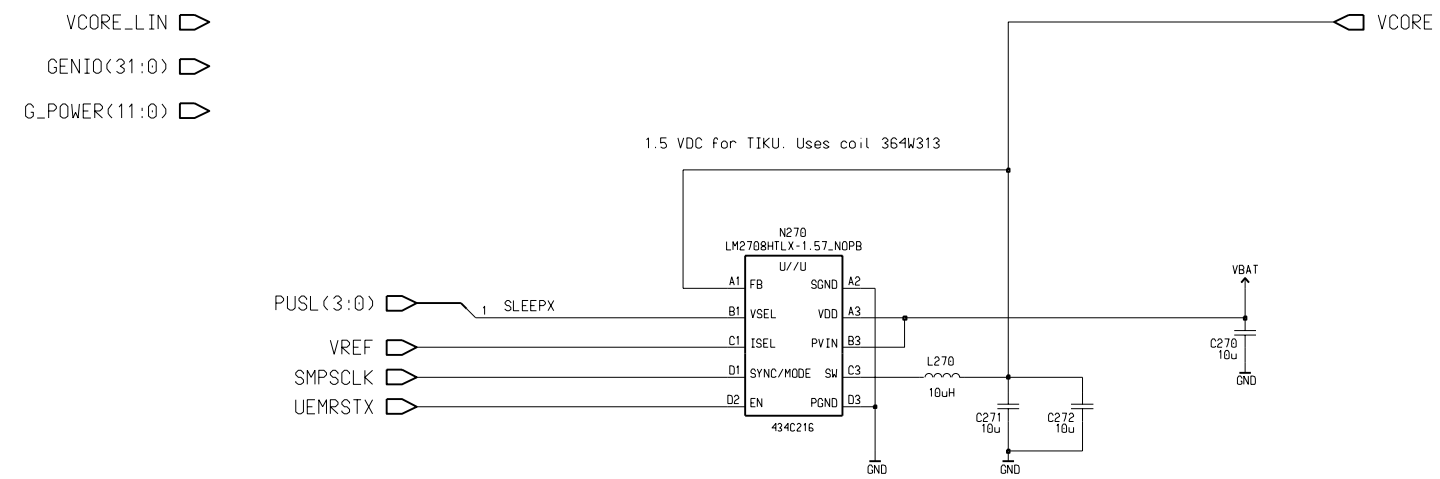 VCORE_LIN
VCORE
GENIO(31:0)
G_POWER(11:0)
1.5 VDC for TIKU. Uses coil 364W313
N270
LM2708HTLX-1.57_NOPB
U//U
A1 FB SGND A2
VBAT
PUSL(3:0) 1 SLEEPX
B1 VSEL VDD A3
VREF C1 ISEL PVIN B3
C270
10u
GND
SMPSCLK D1 SYNC/MODE SW C3
L270
10uH
UEMRSTX D2 EN PGND D3
434C216
C271
10u
C272
10u
GND
GND